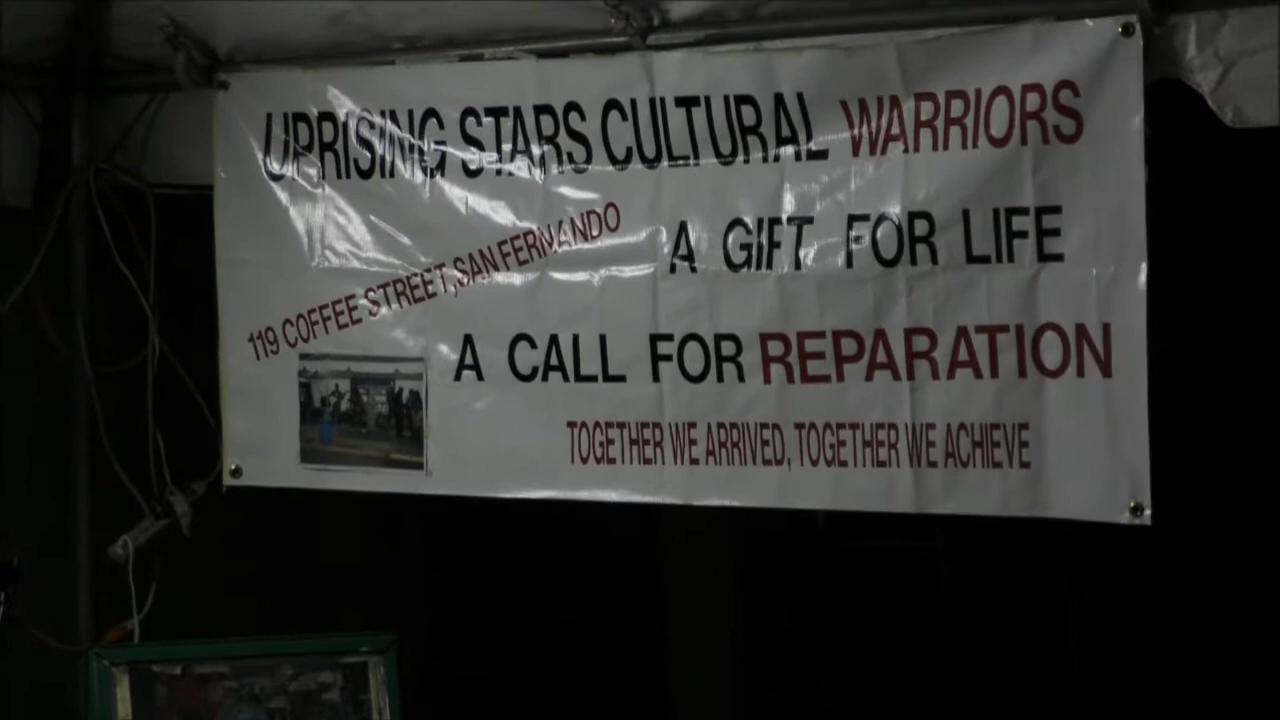 UPRISING STARS CULTURAL WARRIORS
119 COFFEE STREET, SAN FERNANDO
A GIFT FOR LIFE
A CALL FOR REPARATION
TOGETHER WE ARRIVED, TOGETHER WE ACHIEVE